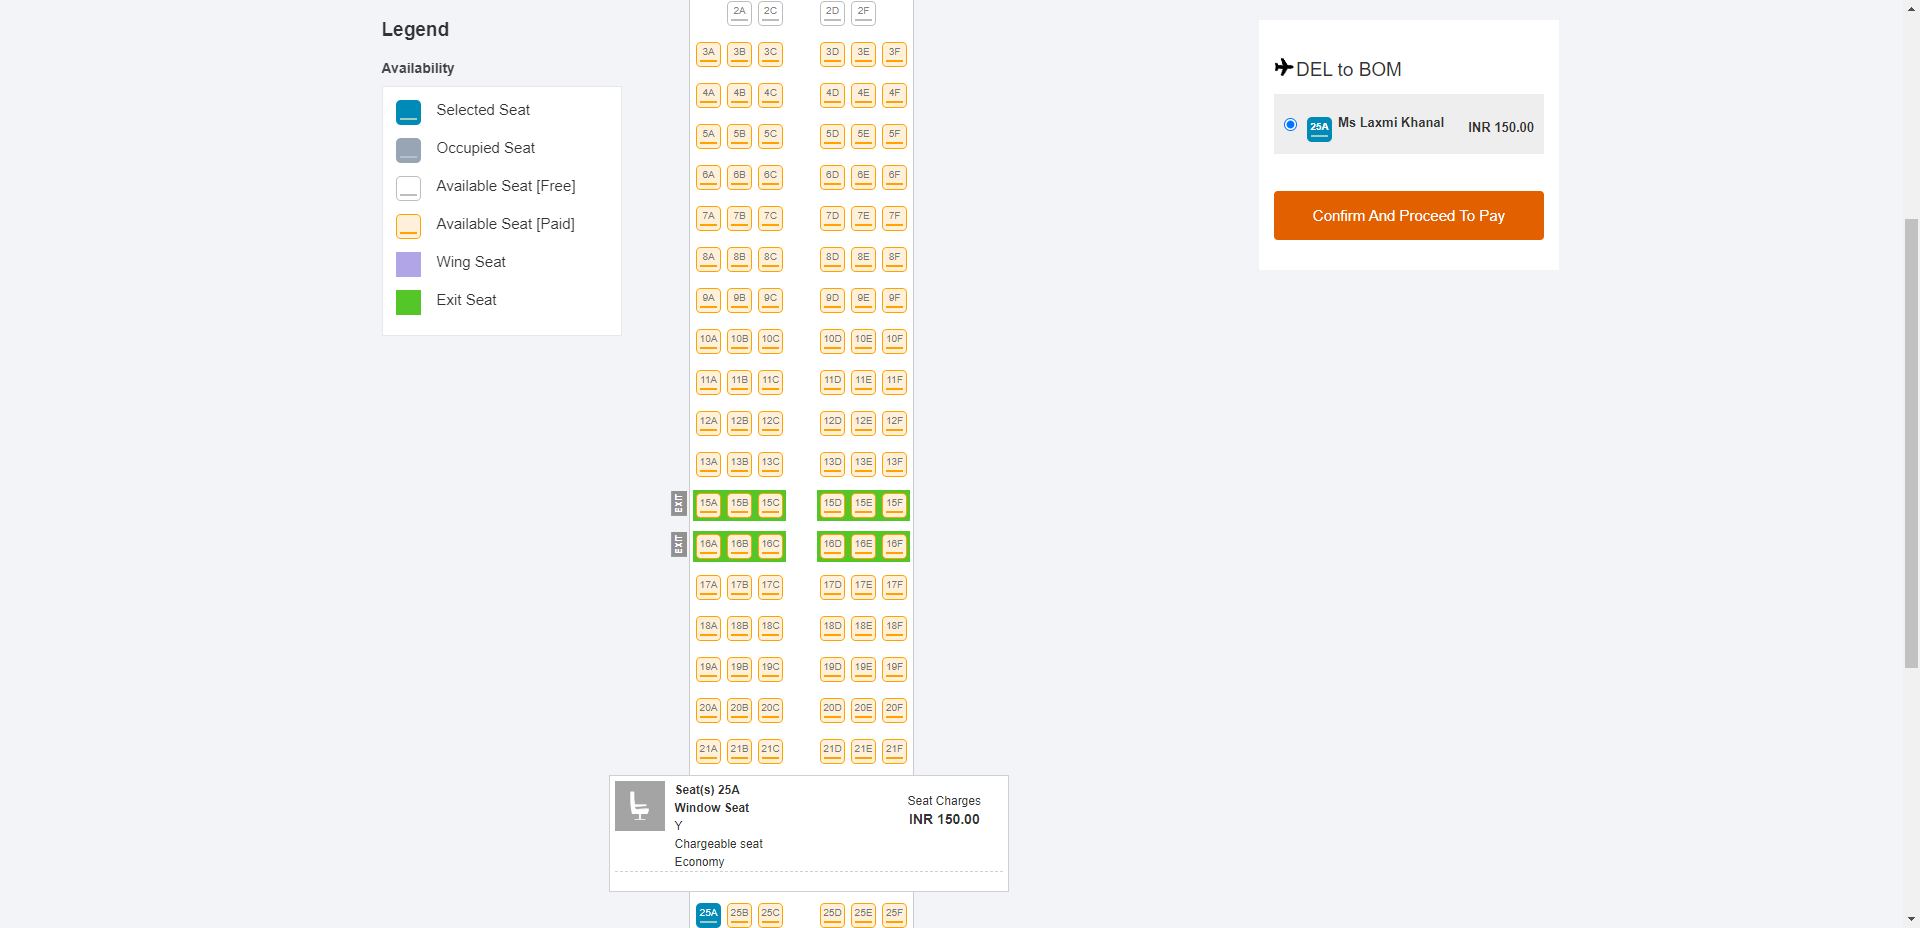 Legend
Availability
Selected Seat
Occupied Seat
Available Seat [Free]
Available Seat [Paid]
Wing Seat
Exit Seat
2A 2C 2D 2F
3A 3B 3C 3D 3E 3F
4A 4B 4C 4D 4E 4F
5A 5B 5C 5D 5E 5F
6A 6B 6C 6D 6E 6F
7A 7B 7C 7D 7E 7F
8A 8B 8C 8D 8E 8F
9A 9B 9C 9D 9E 9F
10A 10B 10C 10D 10E 10F
11A 11B 11C 11D 11E 11F
12A 12B 12C 12D 12E 12F
13A 13B 13C 13D 13E 13F
EXIT 15A 15B 15C 15D 15E 15F
EXIT 16A 16B 16C 16D 16E 16F
17A 17B 17C 17D 17E 17F
18A 18B 18C 18D 18E 18F
19A 19B 19C 19D 19E 19F
20A 20B 20C 20D 20E 20F
21A 21B 21C 21D 21E 21F
Seat(s) 25A
Window Seat
Y
Chargeable seat
Economy
Seat Charges
INR 150.00
25A 25B 25C 25D 25E 25F
DEL to BOM
25A Ms Laxmi Khanal INR 150.00
Confirm And Proceed To Pay